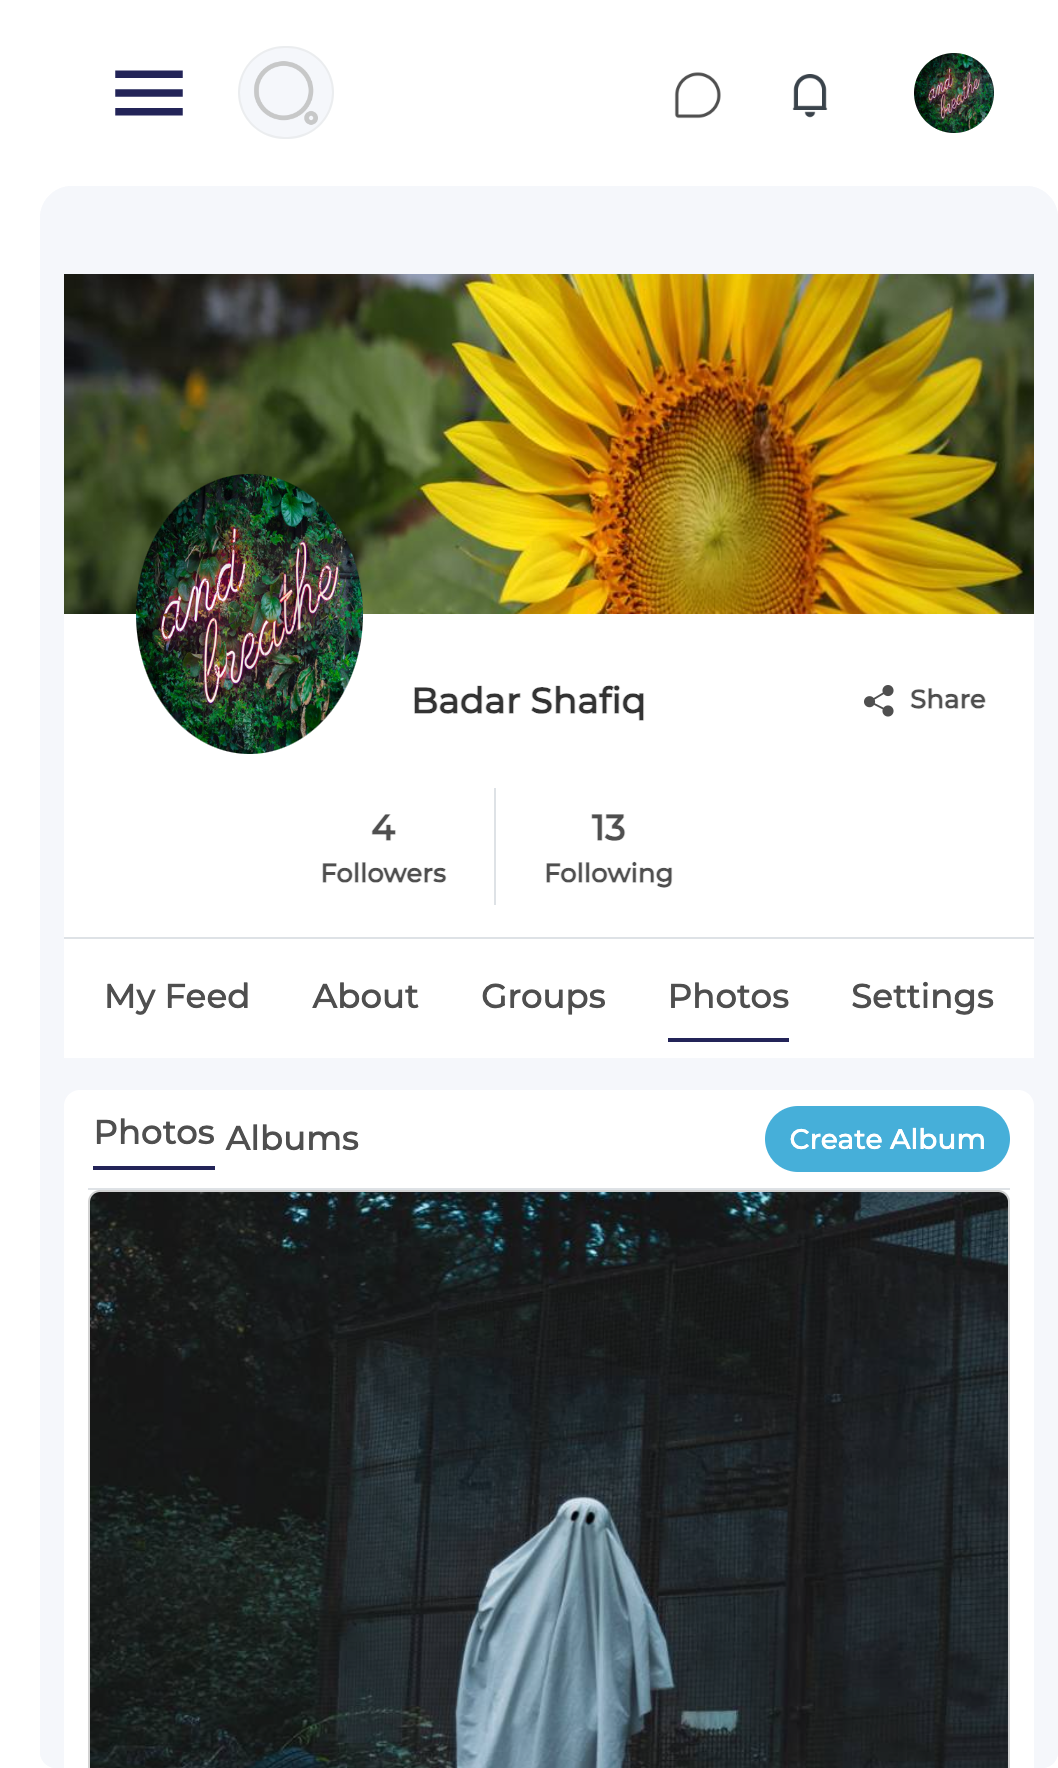 and
breathe
and
breathe
Badar Shafiq
Share
4
Followers
13
Following
My Feed
About
Groups
Photos
Settings
Photos
Albums
Create Album